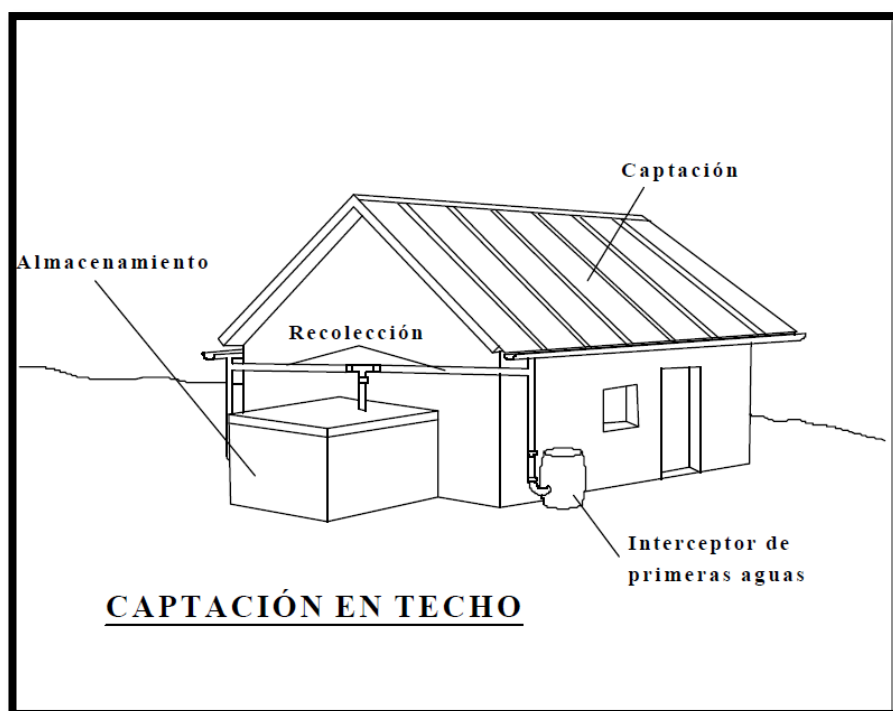 Captación
Almacenamiento
Recolección
Interceptor de
primeras aguas
CAPTACIÓN EN TECHO